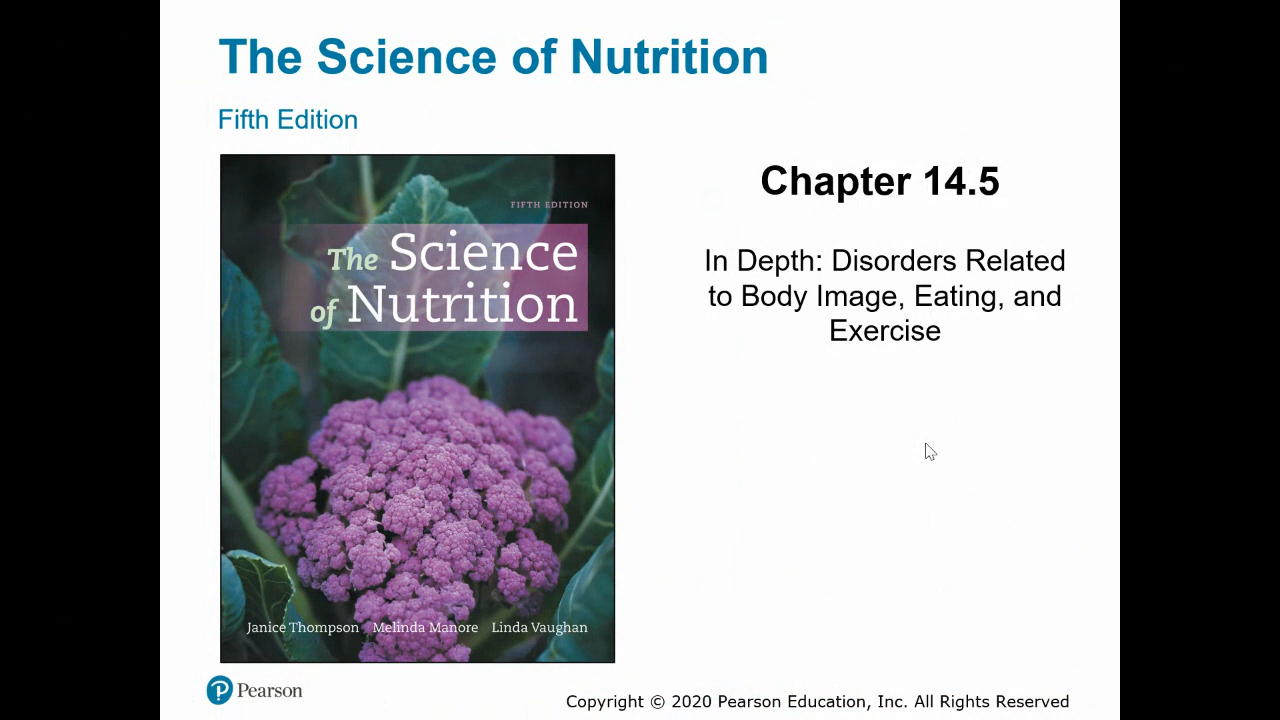 The Science of Nutrition
Fifth Edition
FIFTH EDITION
The Science
of Nutrition
Janice Thompson Melinda Manore Linda Vaughan
Chapter 14.5
In Depth: Disorders Related
to Body Image, Eating, and
Exercise
Pearson
Copyright © 2020 Pearson Education, Inc. All Rights Reserved